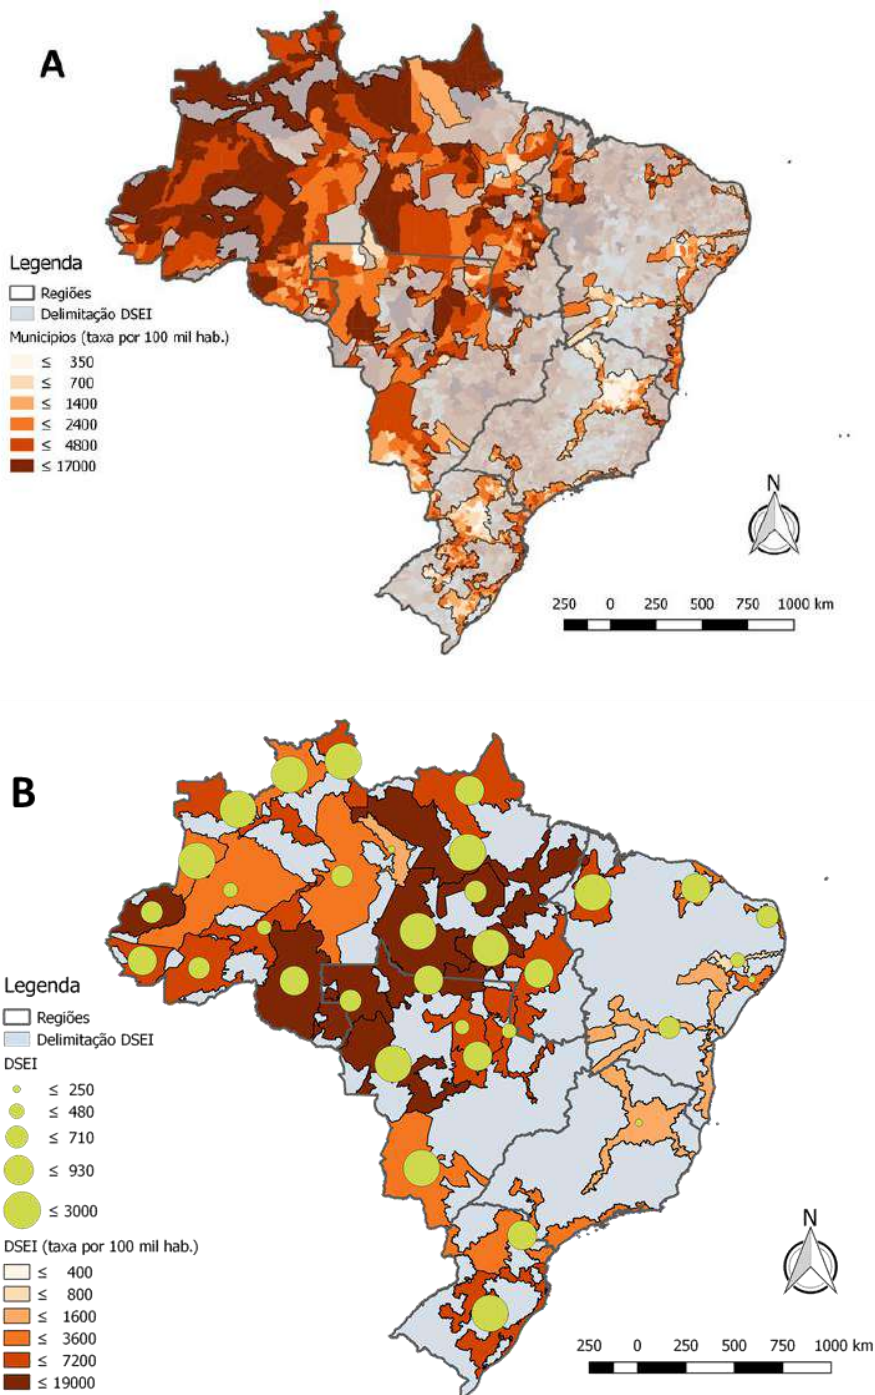 A
Legenda
Regiões
Delimitação DSEI
Municipios (taxa por 100 mil hab.)
≤ 350
≤ 700
≤ 1400
≤ 2400
≤ 4800
≤ 17000
N
250 0 250 500 750 1000 km
B
Legenda
Regiões
Delimitação DSEI
DSEI
≤ 250
≤ 480
≤ 710
≤ 930
≤ 3000
DSEI (taxa por 100 mil hab.)
≤ 400
≤ 800
≤ 1600
≤ 3600
≤ 7200
≤ 19000
N
250 0 250 500 750 1000 km